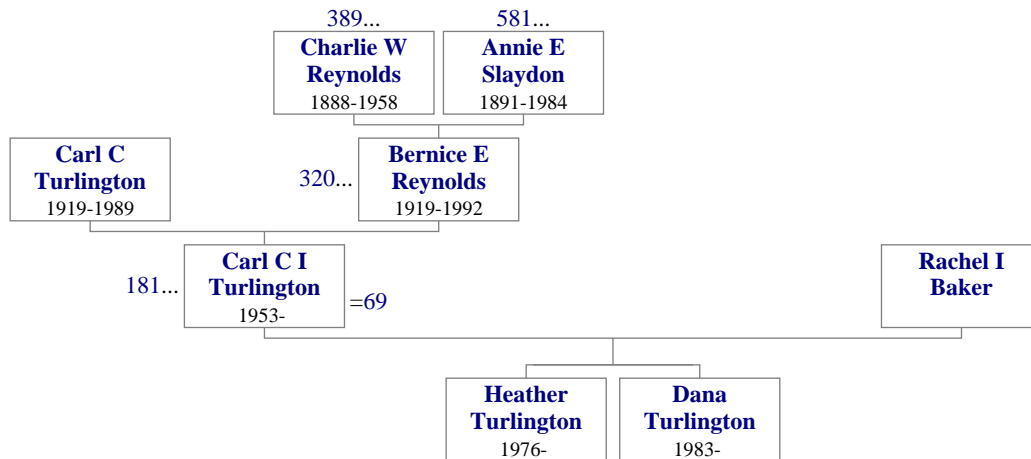 389...
581...
Charlie W
Reynolds
1888-1958
Annie E
Slaydon
1891-1984
Carl C
Turlington
1919-1989
320...
Bernice E
Reynolds
1919-1992
181...
Carl C I
Turlington
1953-
=69
Rachel I
Baker
Heather
Turlington
1976-
Dana
Turlington
1983-